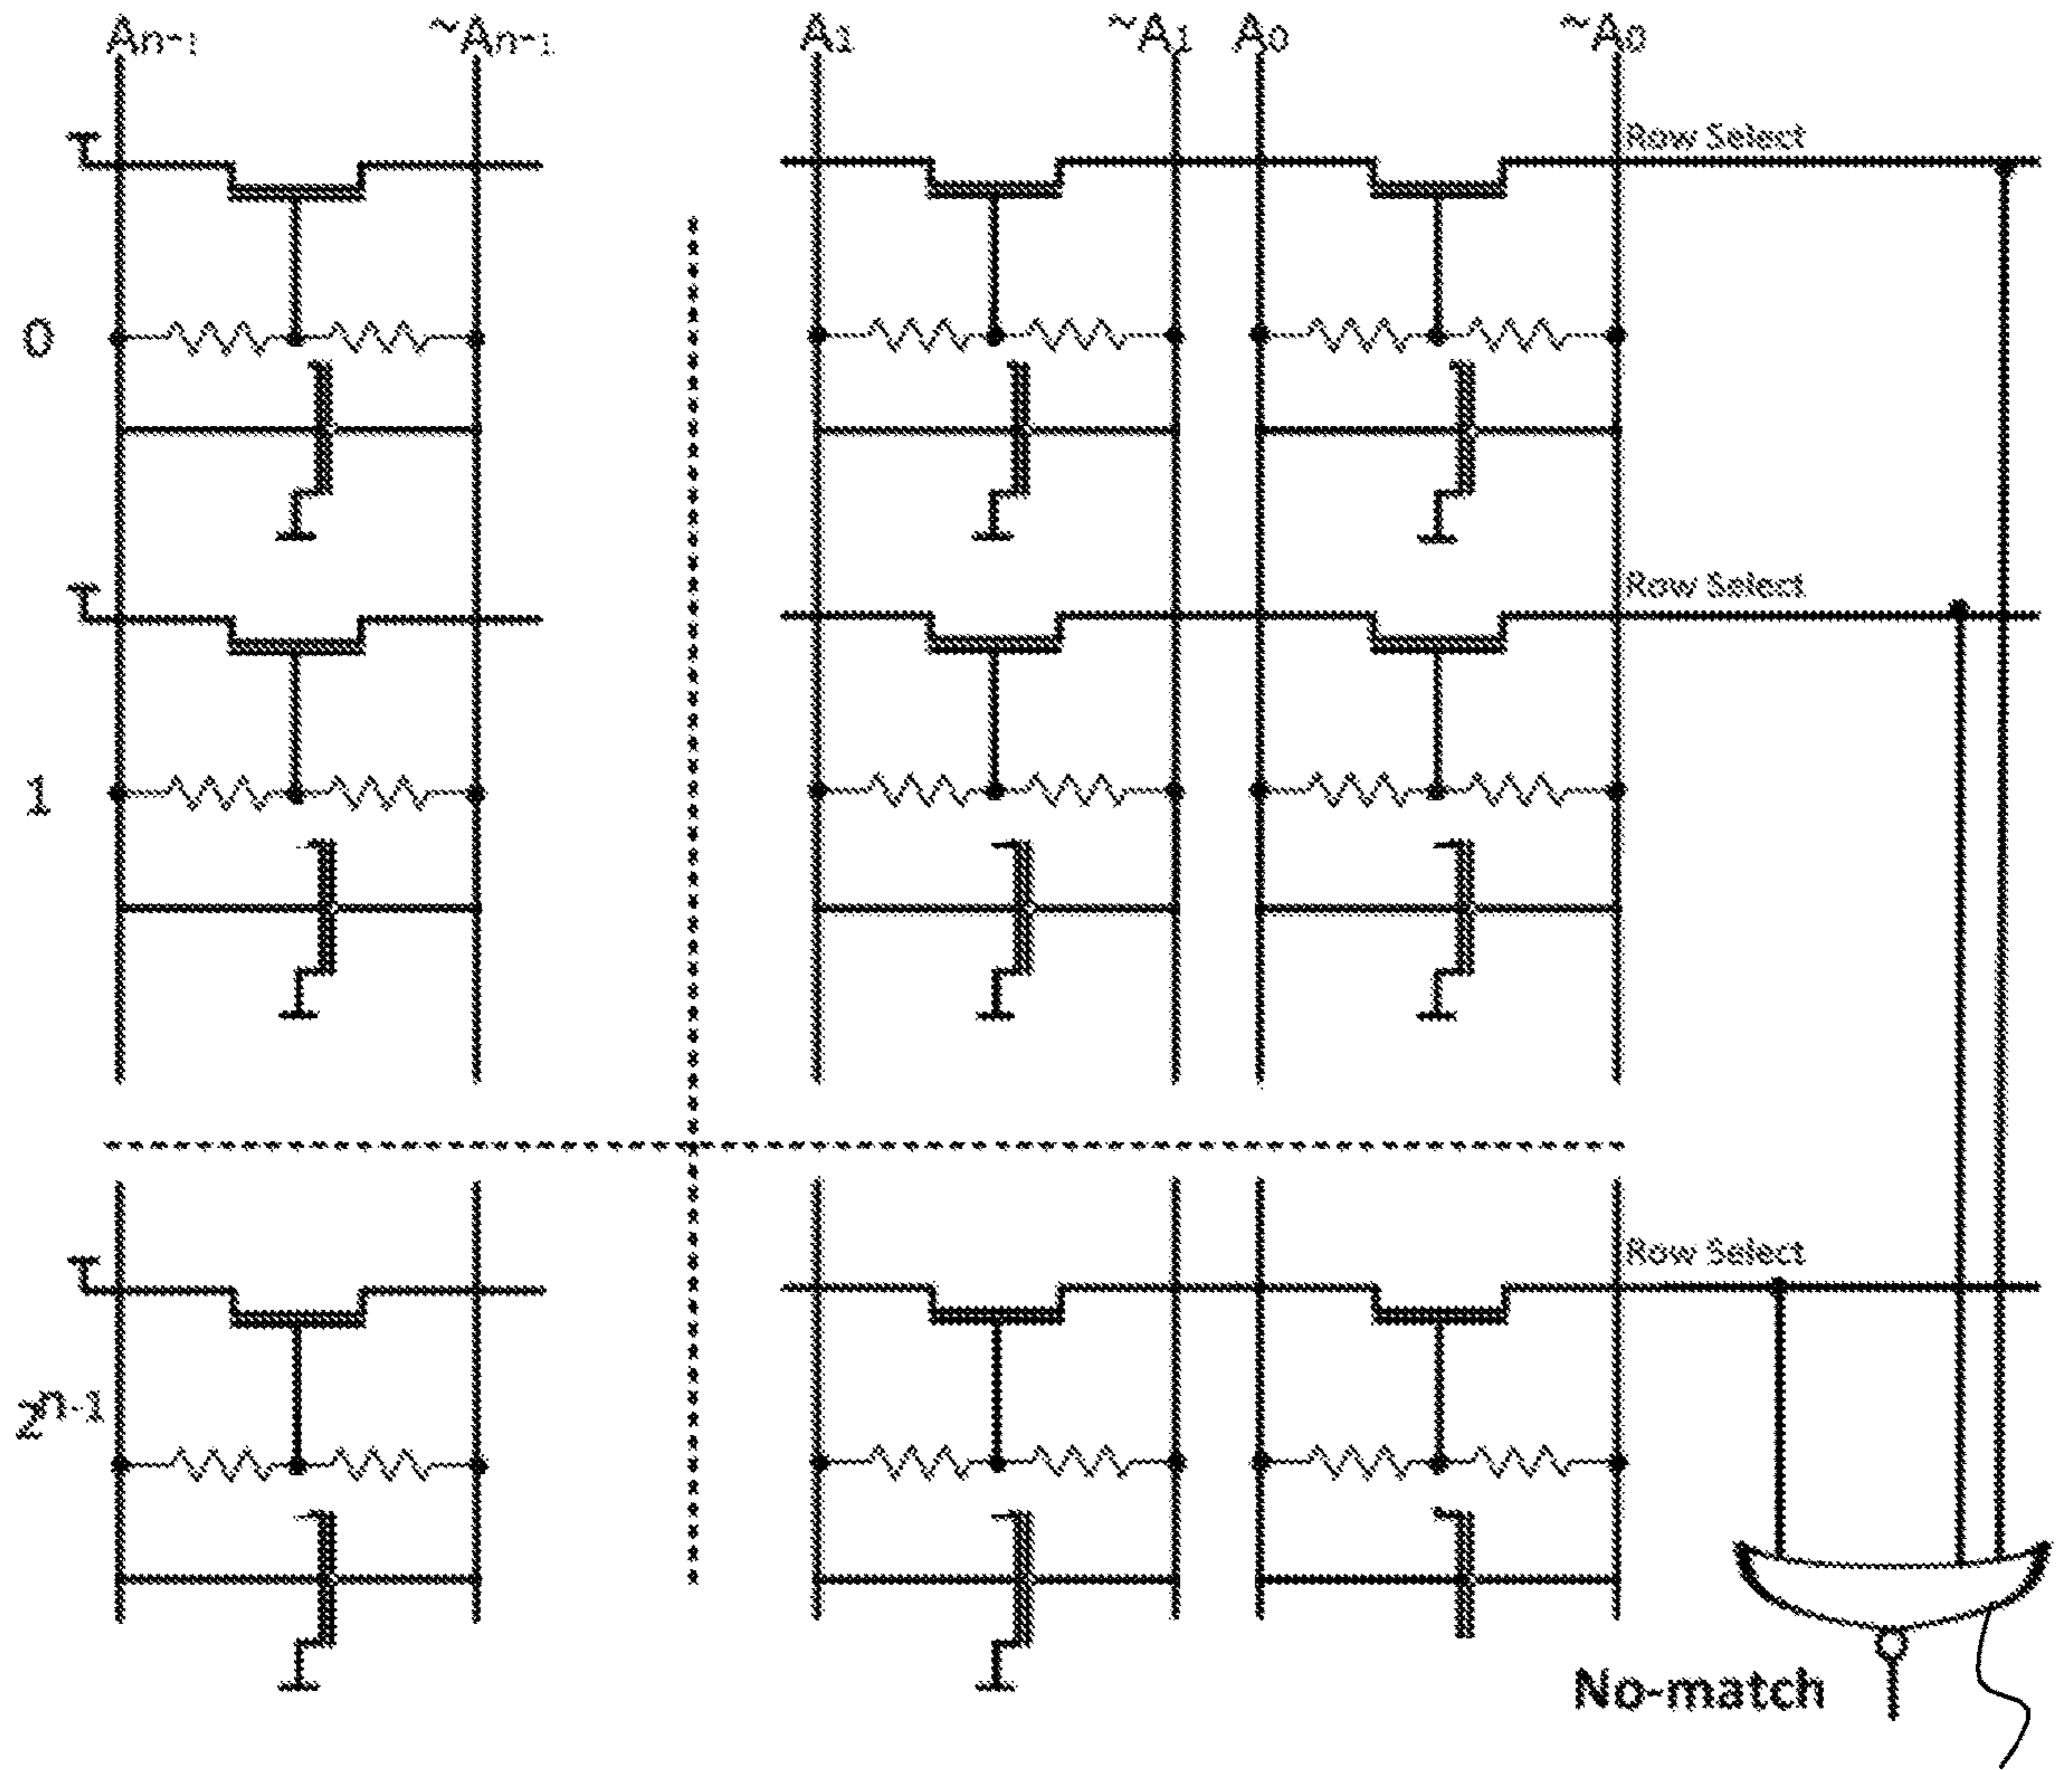 An-1 ~An-1 A1 ~A1 A0 ~A0
Row Select
0
Row Select
1
Row Select
2n-1
No-match